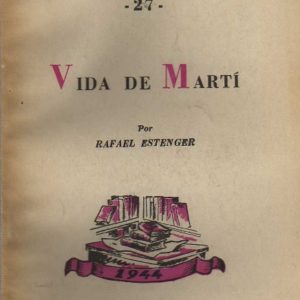 - 27 -
VIDA DE MARTÍ
Por
RAFAEL ESTENGER
1944